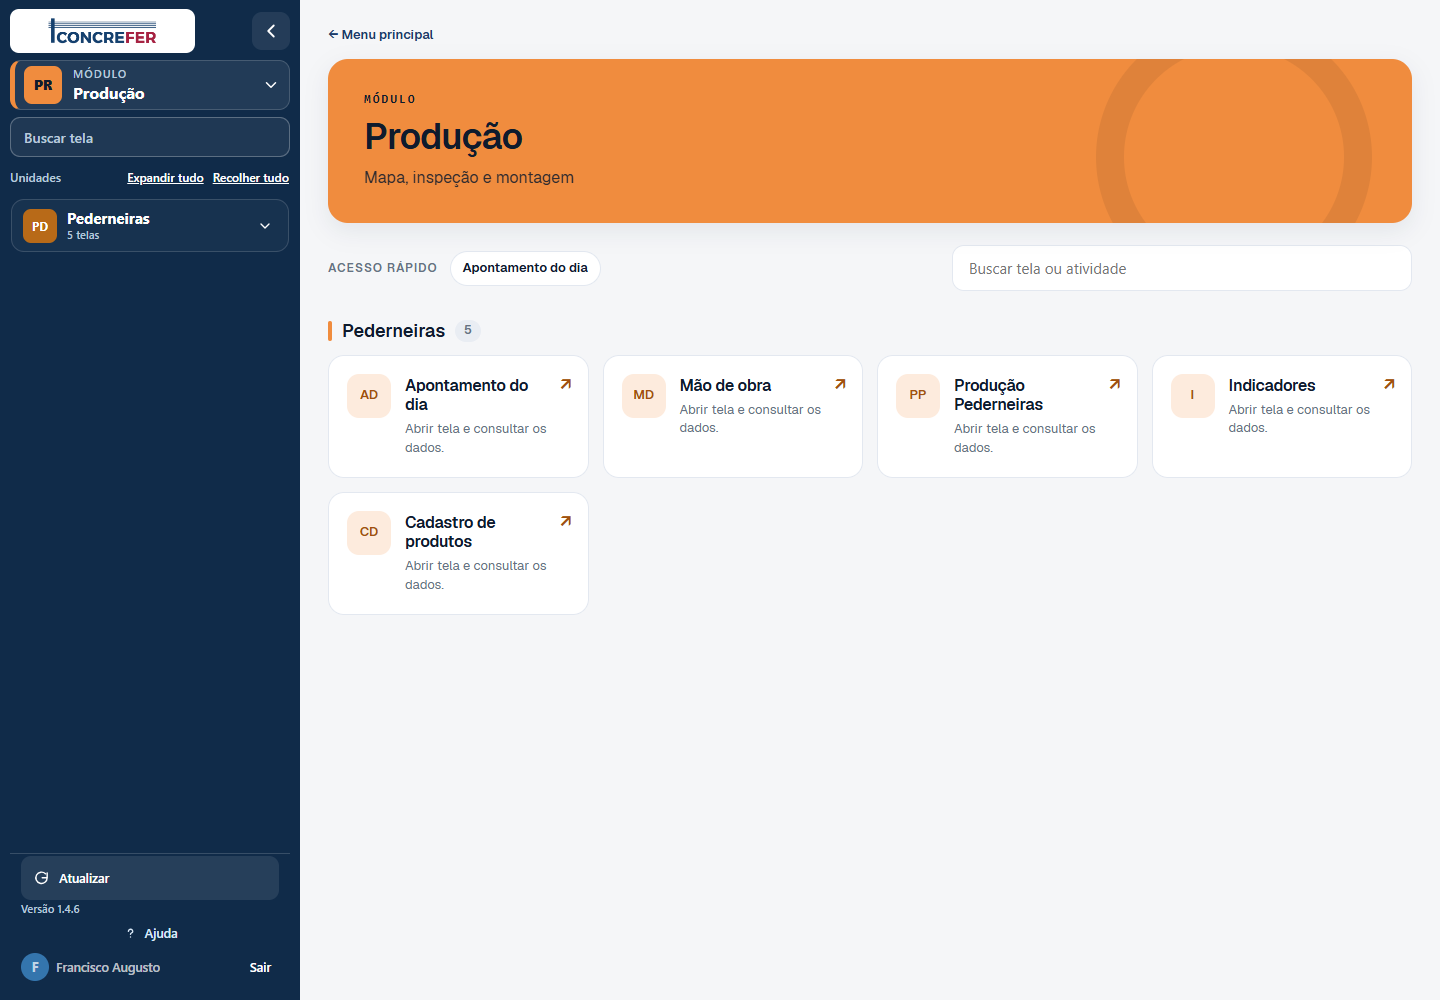 CONCREFER
PR
MÓDULO
Produção
Buscar tela
Unidades
Expandir tudo
Recolher tudo
PD
Pederneiras
5 telas
Atualizar
Versão 1.4.6
? Ajuda
F
Francisco Augusto
Sair
← Menu principal
MÓDULO
Produção
Mapa, inspeção e montagem
ACESSO RÁPIDO
Apontamento do dia
Buscar tela ou atividade
Pederneiras
5
AD
Apontamento do
dia
Abrir tela e consultar os
dados.
MD
Mão de obra
Abrir tela e consultar os
dados.
PP
Produção
Pederneiras
Abrir tela e consultar os
dados.
I
Indicadores
Abrir tela e consultar os
dados.
CD
Cadastro de
produtos
Abrir tela e consultar os
dados.